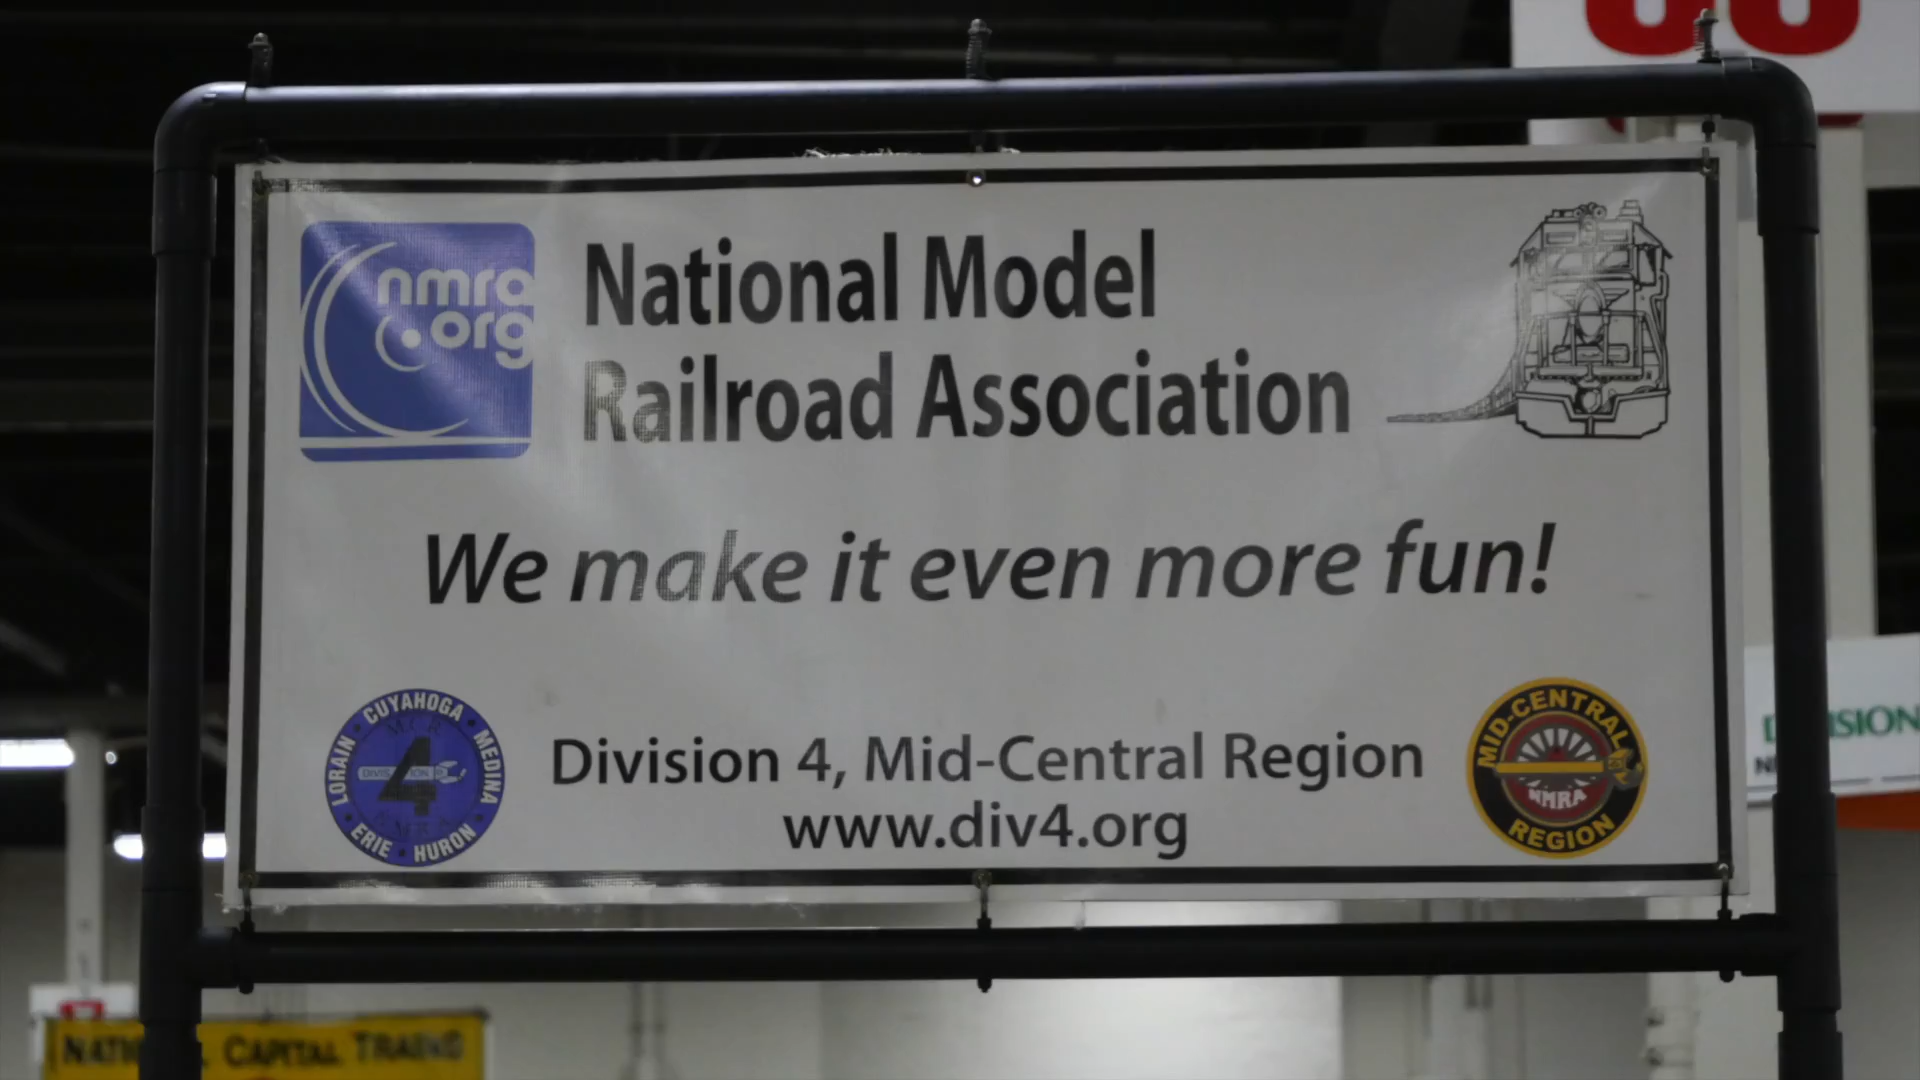 nmra
.org
National Model
Railroad Association
We make it even more fun!
CUYAHOGA • MEDINA • HURON • ERIE • LORAIN
M.C.R.
4
DIVISION
N.M.R.A.
Division 4, Mid-Central Region
www.div4.org
MID-CENTRAL
NMRA
REGION
CAPITAL TRAINS